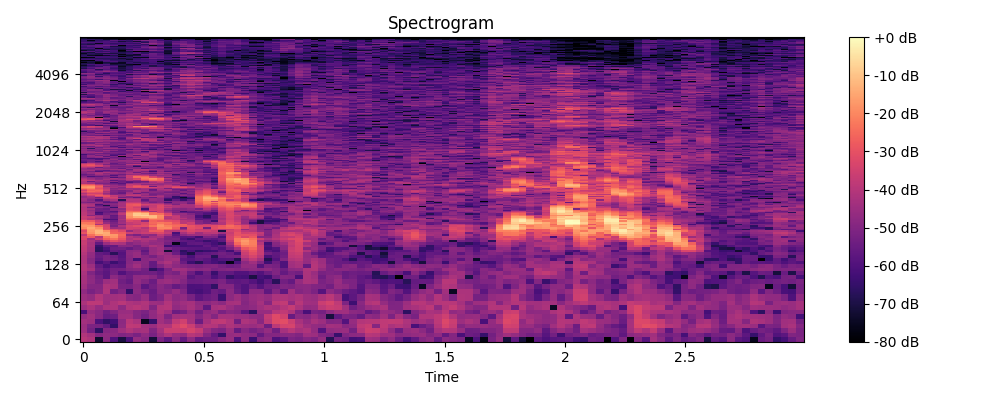 Spectrogram
4096
2048
1024
512
256
128
64
0
Hz
0
0.5
1
1.5
2
2.5
Time
+0 dB
-10 dB
-20 dB
-30 dB
-40 dB
-50 dB
-60 dB
-70 dB
-80 dB